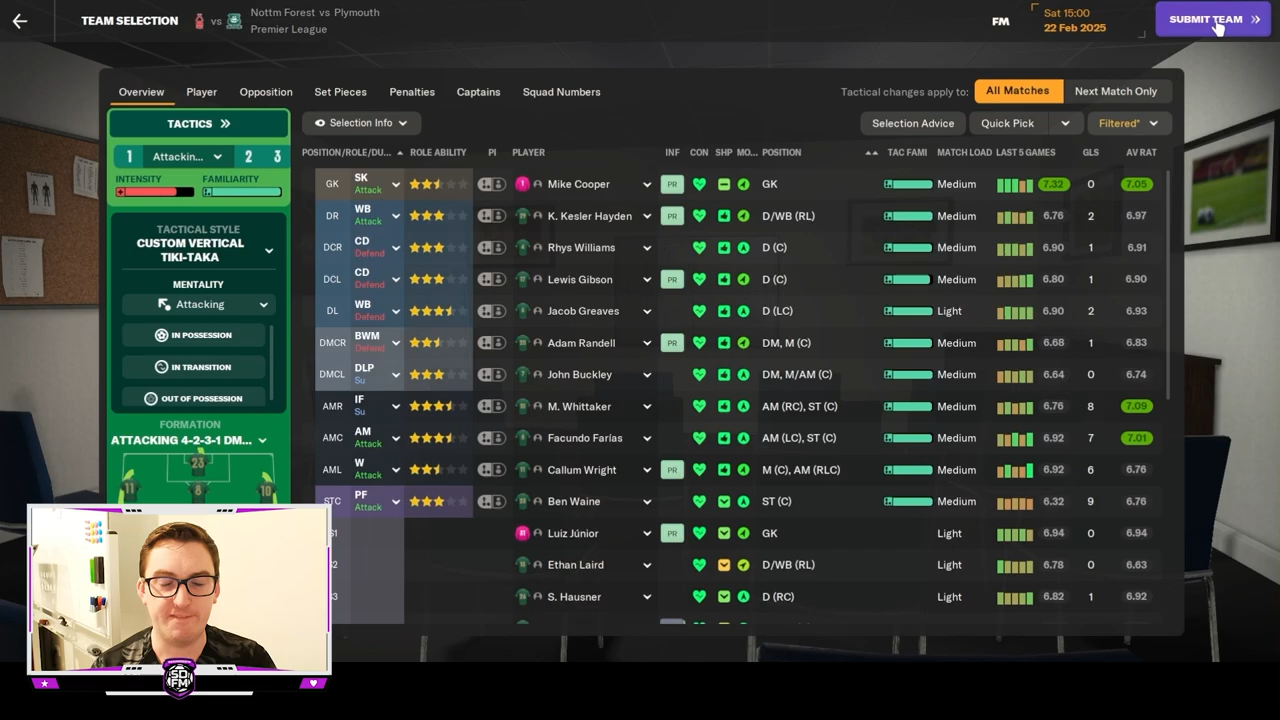 TEAM SELECTION
vs
Nottm Forest vs Plymouth
Premier League
FM
Sat 15:00
22 Feb 2025
SUBMIT TEAM
Overview Player Opposition Set Pieces Penalties Captains Squad Numbers
Tactical changes apply to: All Matches Next Match Only
TACTICS
1 Attackin... 2 3
INTENSITY FAMILIARITY
TACTICAL STYLE
CUSTOM VERTICAL
TIKI-TAKA
MENTALITY
Attacking
IN POSSESSION
IN TRANSITION
OUT OF POSSESSION
FORMATION
ATTACKING 4-2-3-1 DM...
23
11 8 10
Selection Info
Selection Advice Quick Pick Filtered*
POSITION/ROLE/DU... ROLE ABILITY PI PLAYER INF CON SHP MO... POSITION TAC FAMI MATCH LOAD LAST 5 GAMES GLS AV RAT
GK SK Attack 1 Mike Cooper PR GK Medium 7.32 0 7.05
DR WB Attack K. Kesler Hayden PR D/WB (RL) Medium 6.76 2 6.97
DCR CD Defend Rhys Williams D (C) Medium 6.90 1 6.91
DCL CD Defend Lewis Gibson PR D (C) Medium 6.80 1 6.90
DL WB Defend Jacob Greaves D (LC) Light 6.90 2 6.93
DMCR BWM Defend Adam Randell PR DM, M (C) Medium 6.68 1 6.83
DMCL DLP Su John Buckley DM, M/AM (C) Medium 6.64 0 6.74
AMR IF Su M. Whittaker AM (RC), ST (C) Medium 6.76 8 7.09
AMC AM Attack Facundo Farías AM (LC), ST (C) Medium 6.92 7 7.01
AML W Attack Callum Wright PR M (C), AM (RLC) Medium 6.92 6 6.76
STC PF Attack Ben Waine ST (C) Medium 6.32 9 6.76
S1 Luiz Júnior PR GK Light 6.94 0 6.94
Ethan Laird D/WB (RL) Light 6.78 0 6.63
S. Hausner D (RC) Light 6.82 1 6.92
SD
FM